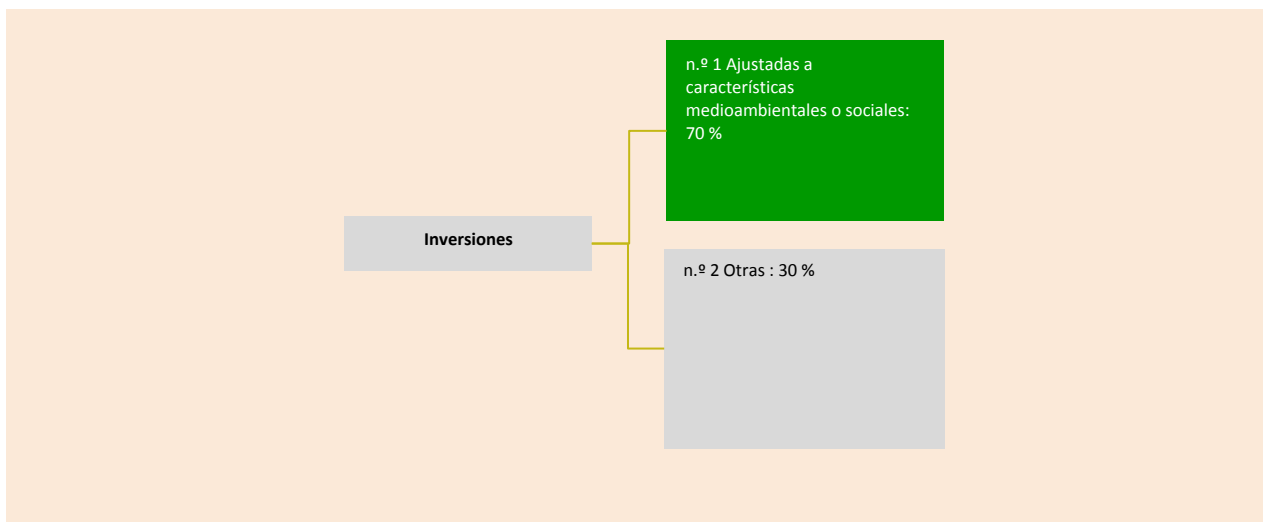 n.º 1 Ajustadas a
características
medioambientales o sociales:
70 %
Inversiones
n.º 2 Otras : 30 %